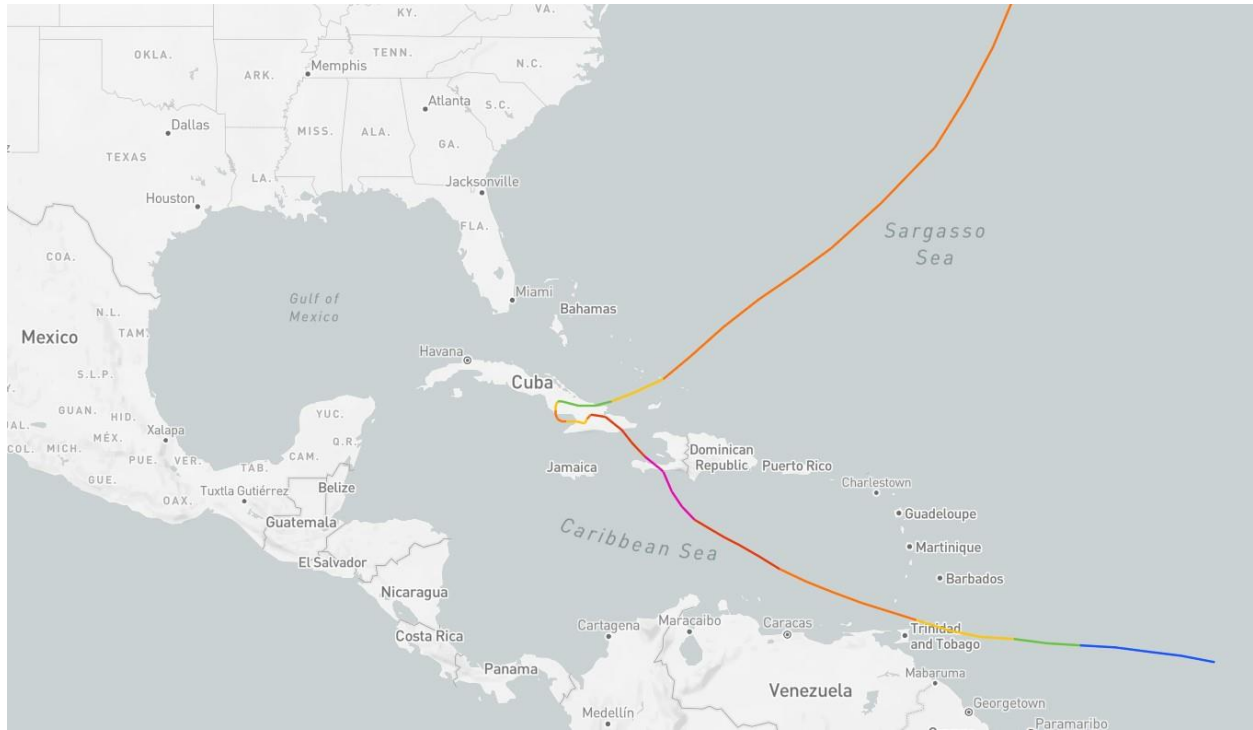 KY.
VA.
OKLA.
TENN.
Memphis
N.C.
ARK.
Atlanta
S.C.
Dallas
MISS.
ALA.
GA.
TEXAS
LA.
Jacksonville
Houston
FLA.
Sargasso
Sea
COA.
Miami
Gulf of
Mexico
Bahamas
N.L.
Mexico
TAM.
Havana
Cuba
S.L.P.
GUAN.
HID.
YUC.
Xalapa
MÉX.
Q.R.
COL.
MICH.
PUE.
VER.
CAM.
TAB.
Dominican
Republic
Puerto Rico
Jamaica
GUE.
Belize
Charlestown
OAX.
Tuxtla Gutiérrez
Guadeloupe
Guatemala
Caribbean Sea
Martinique
El Salvador
Barbados
Nicaragua
Cartagena
Maracaibo
Caracas
Trinidad
and Tobago
Costa Rica
Panama
Mabaruma
Venezuela
Georgetown
Medellín
Paramaribo